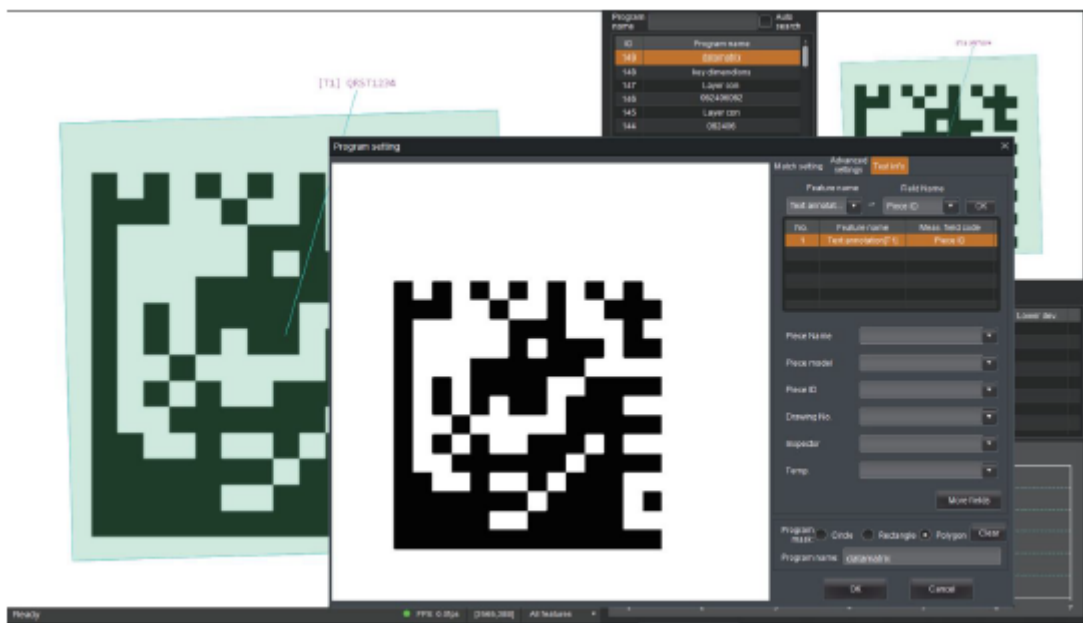 Program name
Auto search
ID Program name
149 datamatrix
148 key dimendions
147 Layer con
146 062406062
145 Layer con
144 062406
[T1] QRST1234
Program setting
Match setting
Advanced settings
Text info
Feature name Field Name
Text annotat... Piece ID OK
No. Feature name Meas. field code
1 Text annotation[T1] Piece ID
Lower dev.
Piece Name
Piece model
Piece ID
Drawing No.
Inspector
Temp.
More fields
Program mask: Circle Rectangle Polygon Clear
Program name datamatrix
OK Cancel
Ready
All features